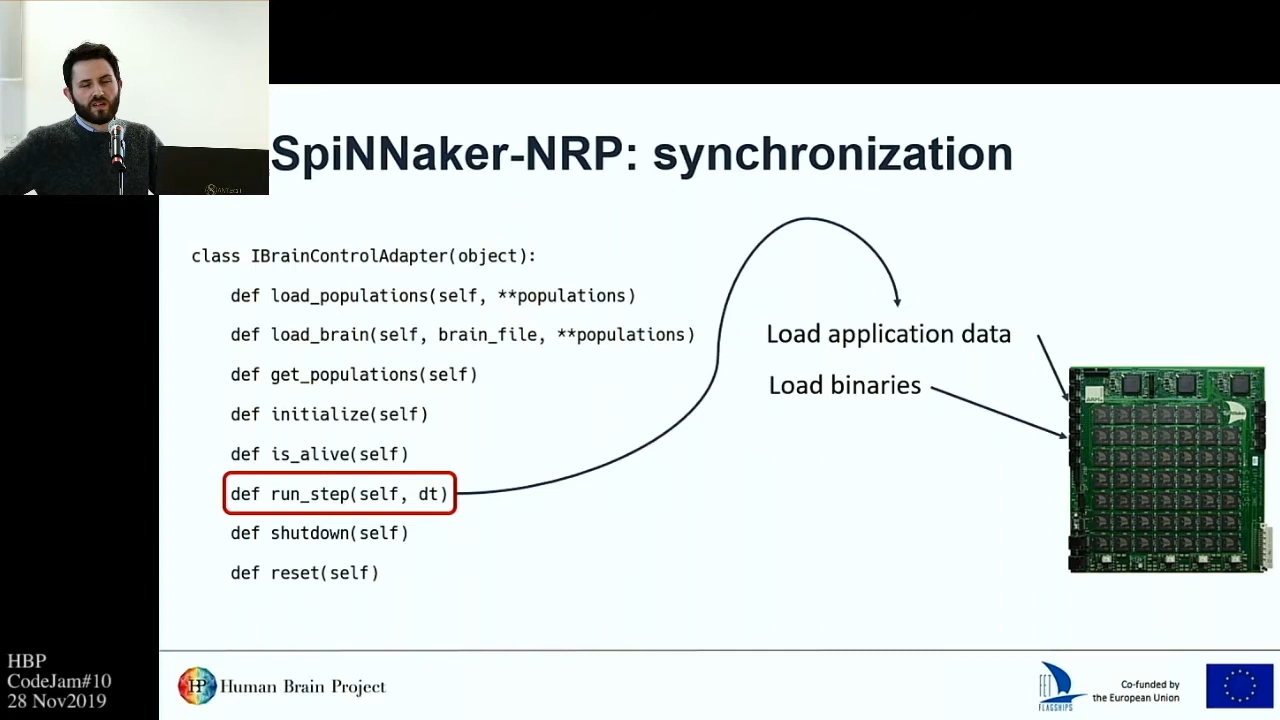 SpiNNaker-NRP: synchronization
class IBrainControlAdapter(object):
def load_populations(self, **populations)
def load_brain(self, brain_file, **populations)
def get_populations(self)
def initialize(self)
def is_alive(self)
def run_step(self, dt)
def shutdown(self)
def reset(self)
Load application data
Load binaries
HBP
CodeJam#10
28 Nov2019
HP
Human Brain Project
FET
FLAGSHIPS
Co-funded by
the European Union